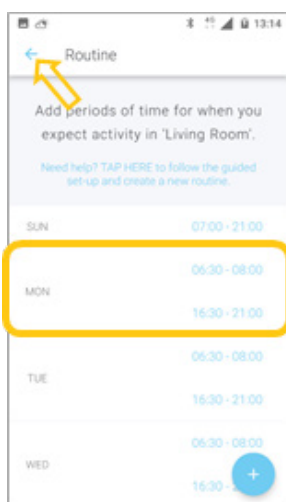 13:14
Routine
Add periods of time for when you
expect activity in 'Living Room'.
Need help? TAP HERE to follow the guided
set-up and create a new routine.
SUN 07:00 - 21:00
06:30 - 08:00
MON
16:30 - 21:00
06:30 - 08:00
TUE
16:30 - 21:00
06:30 - 08:00
WED
16:30 -
+